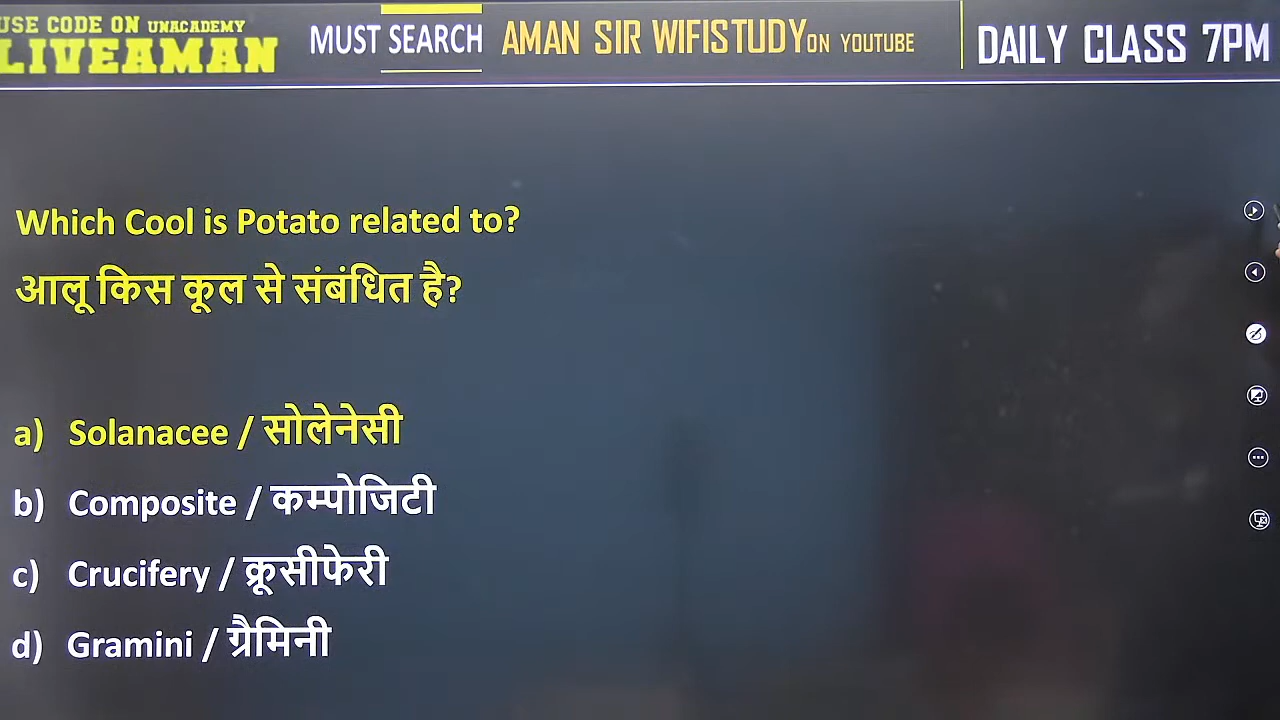 USE CODE ON UNACADEMY
LIVEAMAN
MUST SEARCH
AMAN SIR WIFISTUDY ON YOUTUBE
DAILY CLASS 7PM
Which Cool is Potato related to?
आलू किस कूल से संबंधित है?
a) Solanacee / सोलेनेसी
b) Composite / कम्पोजिटी
c) Crucifery / क्रूसीफेरी
d) Gramini / ग्रैमिनी